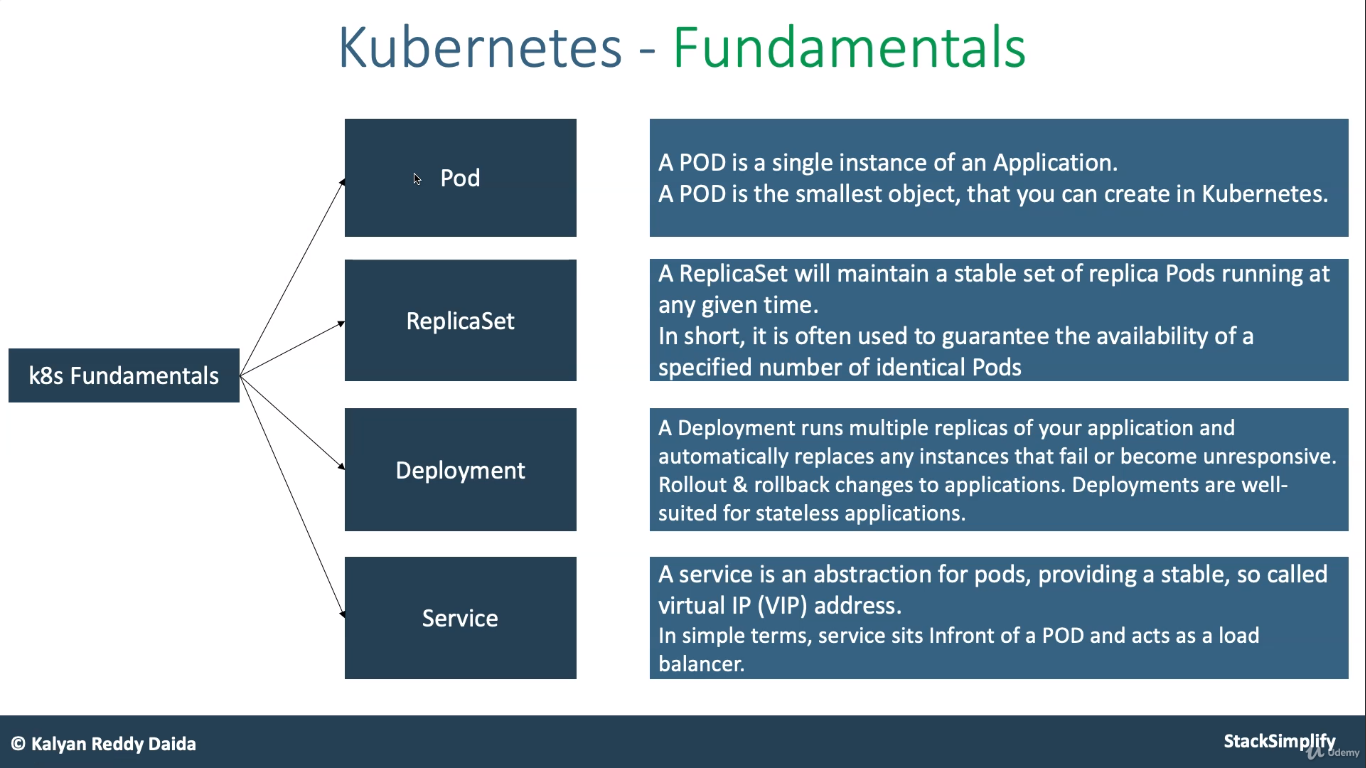 Kubernetes - Fundamentals
Pod
A POD is a single instance of an Application.
A POD is the smallest object, that you can create in Kubernetes.
ReplicaSet
A ReplicaSet will maintain a stable set of replica Pods running at
any given time.
In short, it is often used to guarantee the availability of a
specified number of identical Pods
k8s Fundamentals
Deployment
A Deployment runs multiple replicas of your application and
automatically replaces any instances that fail or become unresponsive.
Rollout & rollback changes to applications. Deployments are well-
suited for stateless applications.
Service
A service is an abstraction for pods, providing a stable, so called
virtual IP (VIP) address.
In simple terms, service sits Infront of a POD and acts as a load
balancer.
© Kalyan Reddy Daida
StackSimplify
Udemy